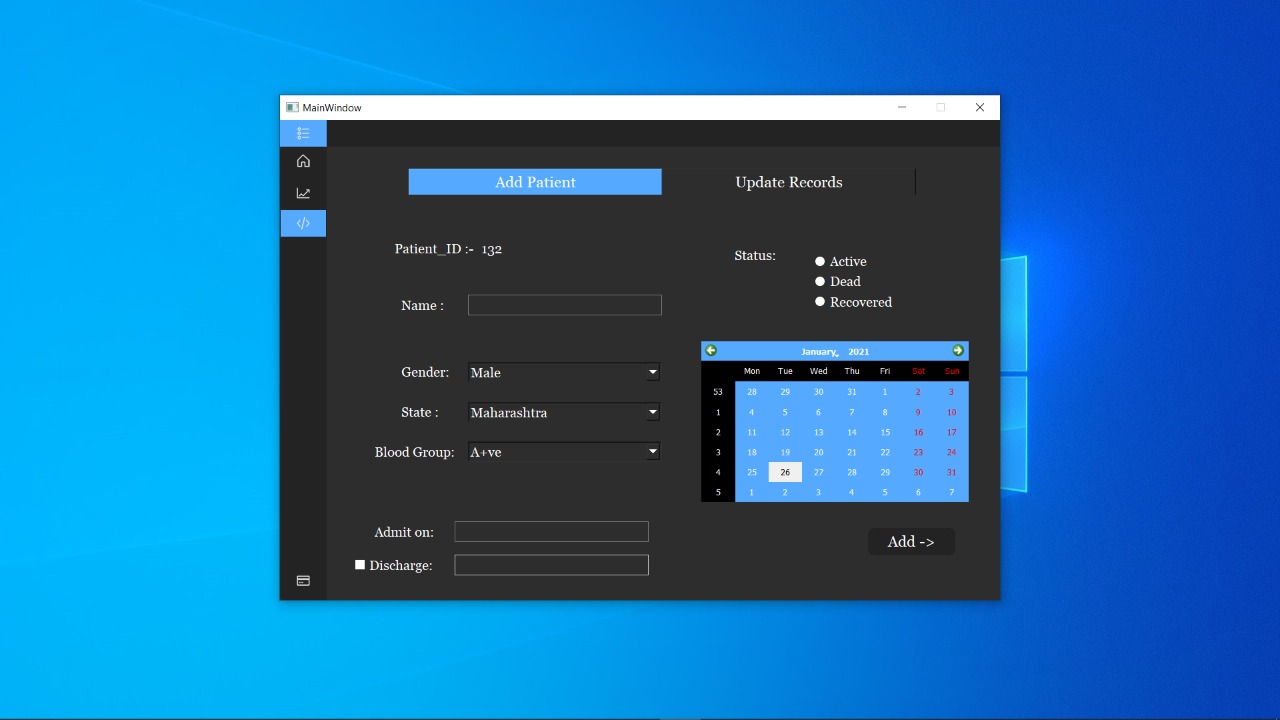 MainWindow
Add Patient
Update Records
Patient_ID :- 132
Status:
Active
Dead
Recovered
Name :
Gender: Male
State : Maharashtra
Blood Group: A+ve
January, 2021
Mon Tue Wed Thu Fri Sat Sun
53 28 29 30 31 1 2 3
1 4 5 6 7 8 9 10
2 11 12 13 14 15 16 17
3 18 19 20 21 22 23 24
4 25 26 27 28 29 30 31
5 1 2 3 4 5 6 7
Admit on:
Discharge:
Add ->